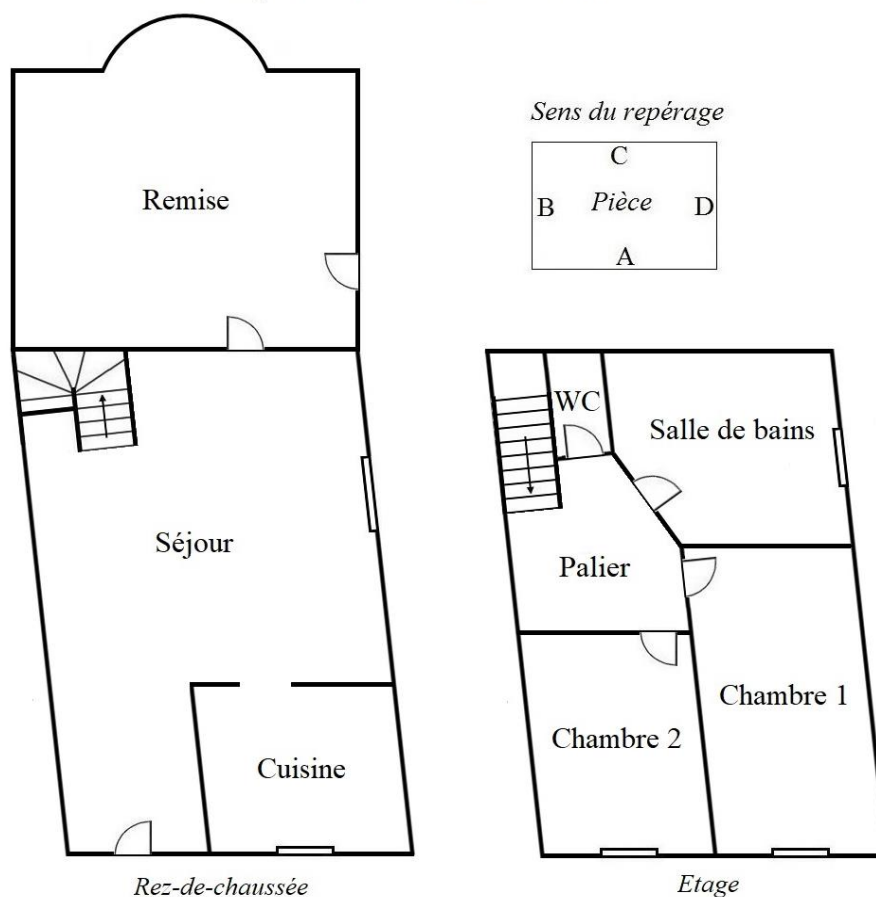 Remise
Séjour
Cuisine
Rez-de-chaussée
Sens du repérage
C
B
Pièce
D
A
WC
Salle de bains
Palier
Chambre 1
Chambre 2
Etage